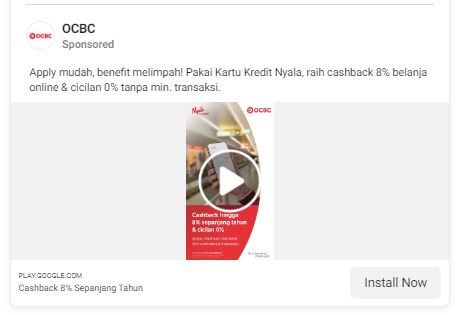 OCBC
Sponsored
Apply mudah, benefit melimpah! Pakai Kartu Kredit Nyala, raih cashback 8% belanja
online & cicilan 0% tanpa min. transaksi.
OCBC
Nyala
OCBC
Cashback hingga
8% sepanjang tahun
& cicilan 0%
tanpa minimum
PLAY.GOOGLE.COM
Cashback 8% Sepanjang Tahun
Install Now